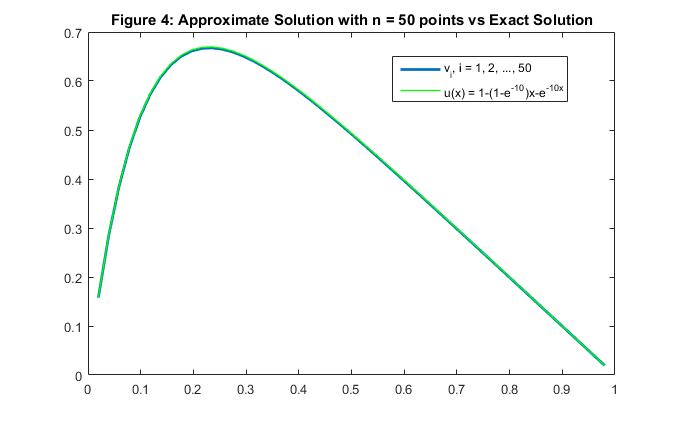 Figure 4: Approximate Solution with n = 50 points vs Exact Solution
0.7
v_i, i = 1, 2, ..., 50
u(x) = 1-(1-e^-10)x-e^-10x
0.6
0.5
0.4
0.3
0.2
0.1
0
0 0.1 0.2 0.3 0.4 0.5 0.6 0.7 0.8 0.9 1